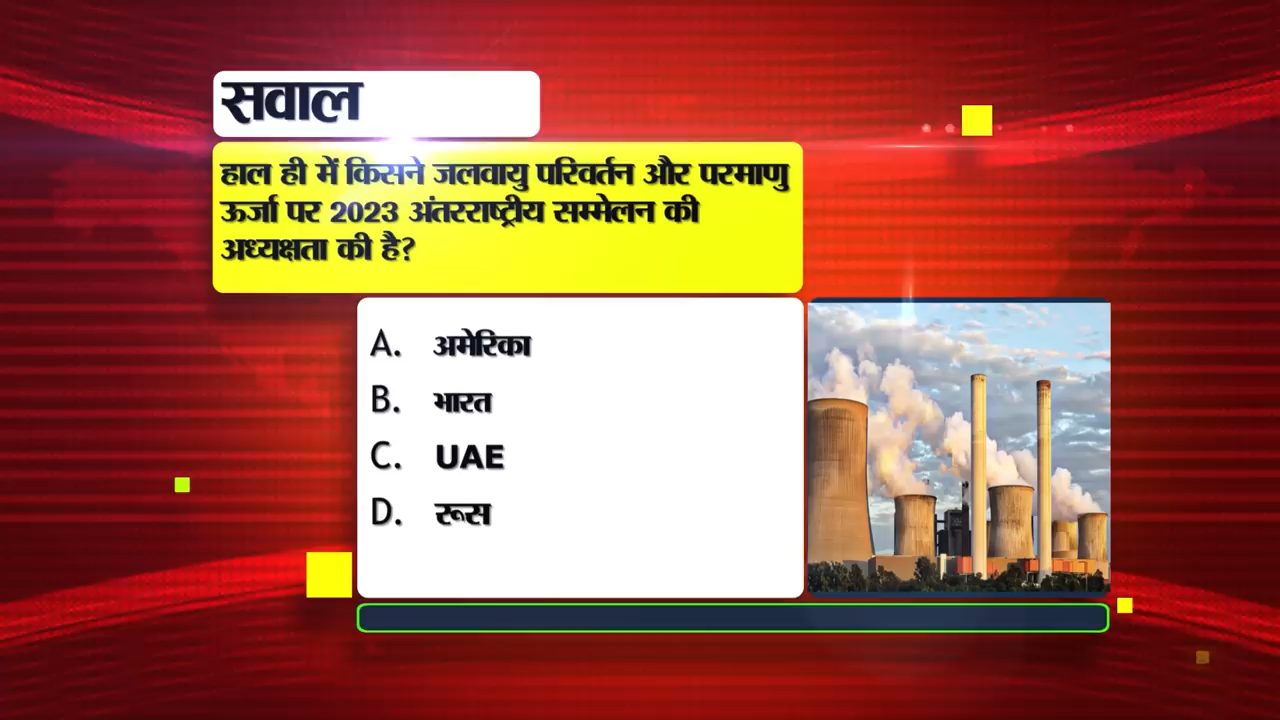 सवाल
हाल ही में किसने जलवायु परिवर्तन और परमाणु
ऊर्जा पर 2023 अंतरराष्ट्रीय सम्मेलन की
अध्यक्षता की है?
A. अमेरिका
B. भारत
C. UAE
D. रूस